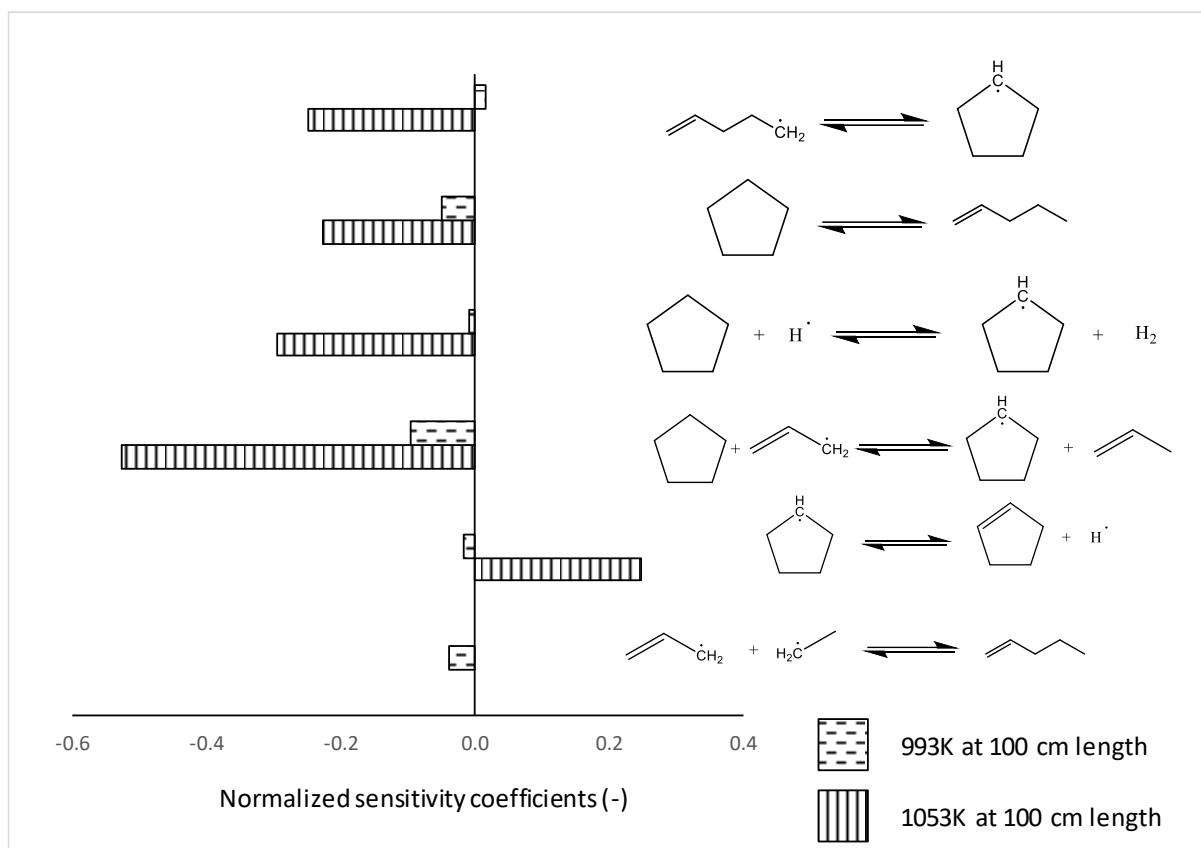 H
C
ĊH₂
H
C
+ H˙ + H₂
H
C
+ ĊH₂ +
H
C
+ H˙
ĊH₂ + H₂Ċ
-0.6 -0.4 -0.2 0.0 0.2 0.4
Normalized sensitivity coefficients (-)
993K at 100 cm length
1053K at 100 cm length